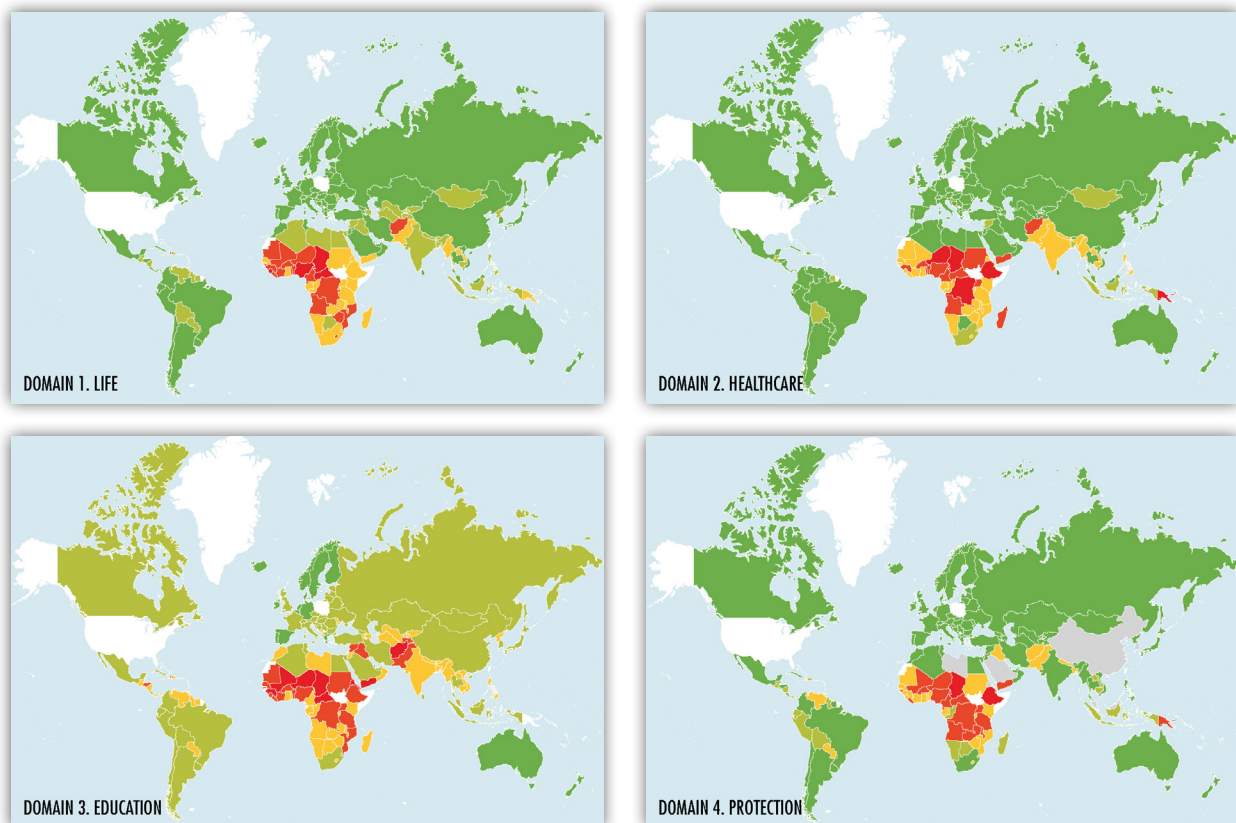 DOMAIN 1. LIFE
DOMAIN 2. HEALTHCARE
DOMAIN 3. EDUCATION
DOMAIN 4. PROTECTION